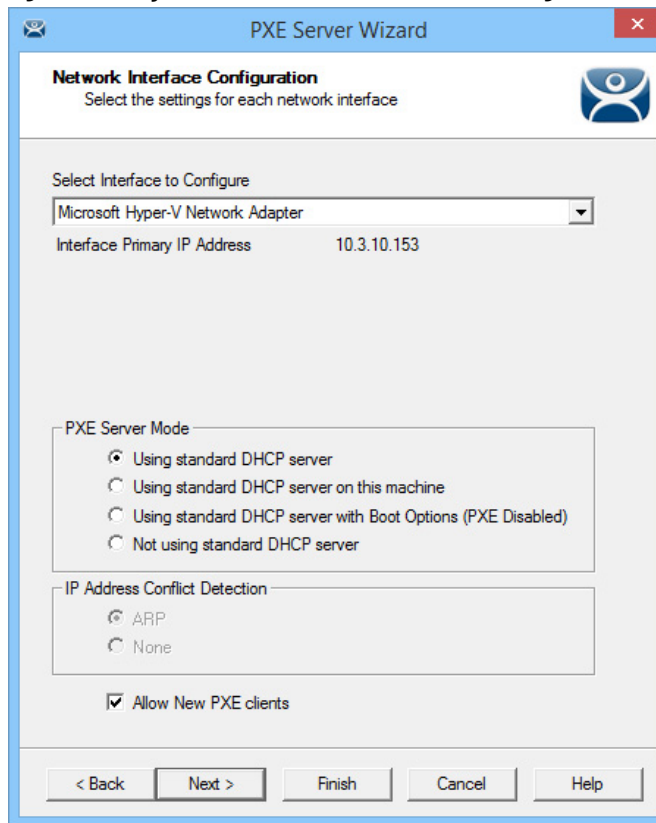 PXE Server Wizard
Network Interface Configuration
Select the settings for each network interface
Select Interface to Configure
Microsoft Hyper-V Network Adapter
Interface Primary IP Address 10.3.10.153
PXE Server Mode
Using standard DHCP server
Using standard DHCP server on this machine
Using standard DHCP server with Boot Options (PXE Disabled)
Not using standard DHCP server
IP Address Conflict Detection
ARP
None
Allow New PXE clients
< Back Next > Finish Cancel Help